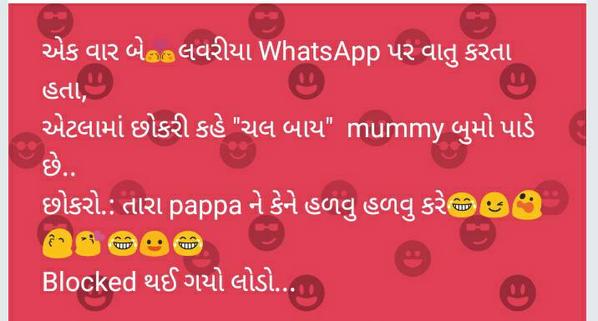 એક વાર બે💏લવરીયા WhatsApp પર વાતુ કરતા
હતા,
એટલામાં છોકરી કહે "ચલ બાય" mummy બુમો પાડે
છે..
છોકરો.: તારા pappa ને કેને હળવુ હળવુ કરે😂😉😲
😙😘😂😃😂
Blocked થઈ ગયો લોડો...